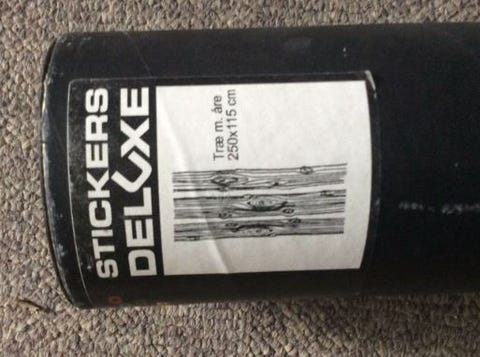 STICKERS
DELUXE
Træ m. åre
250x115 cm